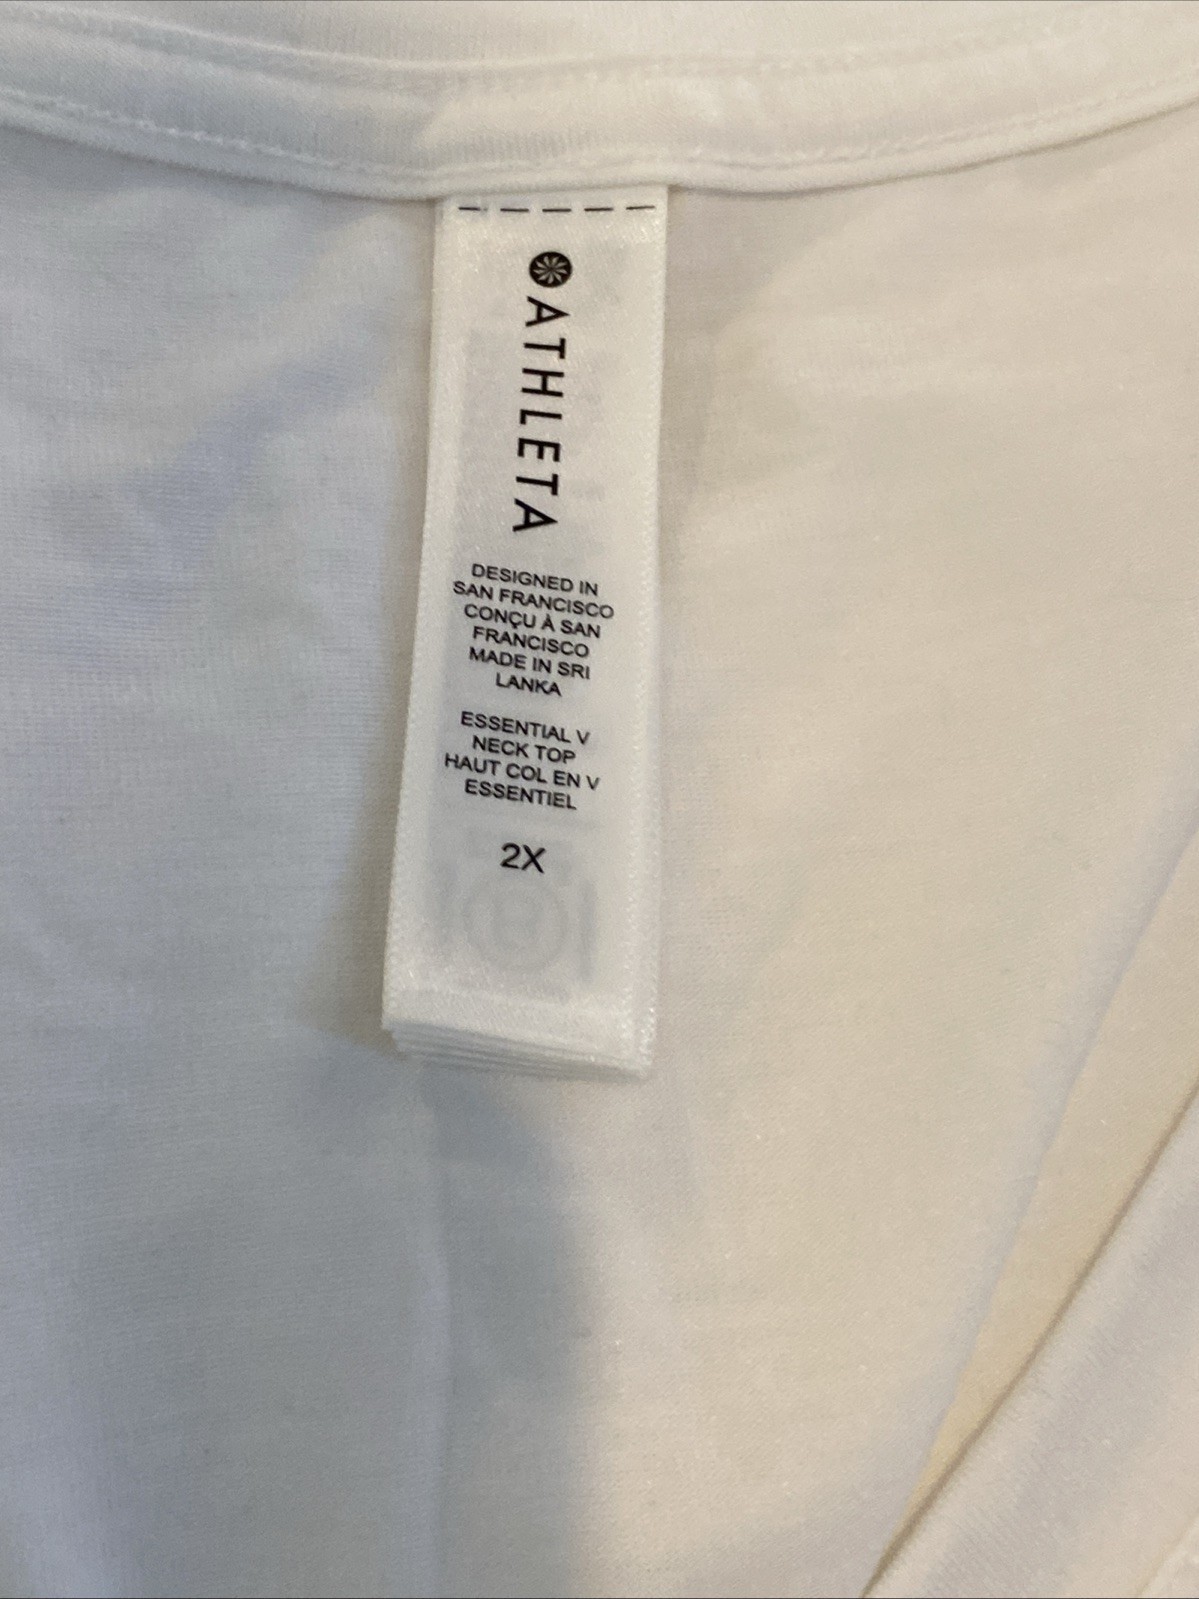 ATHLETA
DESIGNED IN
SAN FRANCISCO
CONÇU À SAN
FRANCISCO
MADE IN SRI
LANKA
ESSENTIAL V
NECK TOP
HAUT COL EN V
ESSENTIEL
2X